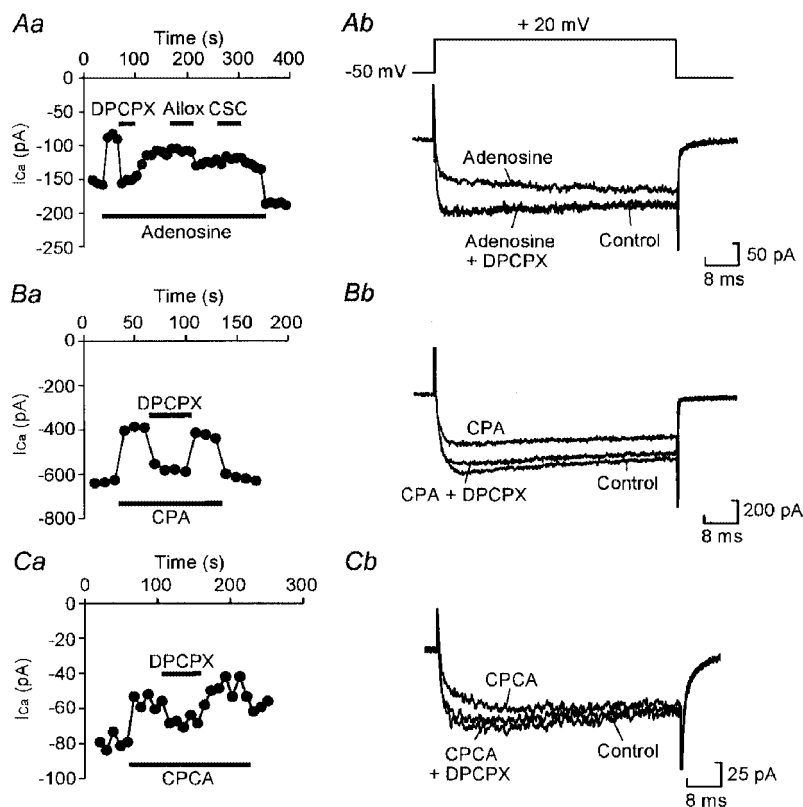 Aa
Time (s)
0 100 200 300 400
0
-50
-100
-150
-200
-250
ICa (pA)
DPCPX Allox CSC
Adenosine
Ab
+ 20 mV
-50 mV
Adenosine
Adenosine
+ DPCPX
Control
50 pA
8 ms
Ba
Time (s)
0 50 100 150 200
0
-200
-400
-600
-800
ICa (pA)
DPCPX
CPA
Bb
CPA
CPA + DPCPX
Control
200 pA
8 ms
Ca
Time (s)
0 100 200 300
0
-20
-40
-60
-80
-100
ICa (pA)
DPCPX
CPCA
Cb
CPCA
CPCA
+ DPCPX
Control
25 pA
8 ms